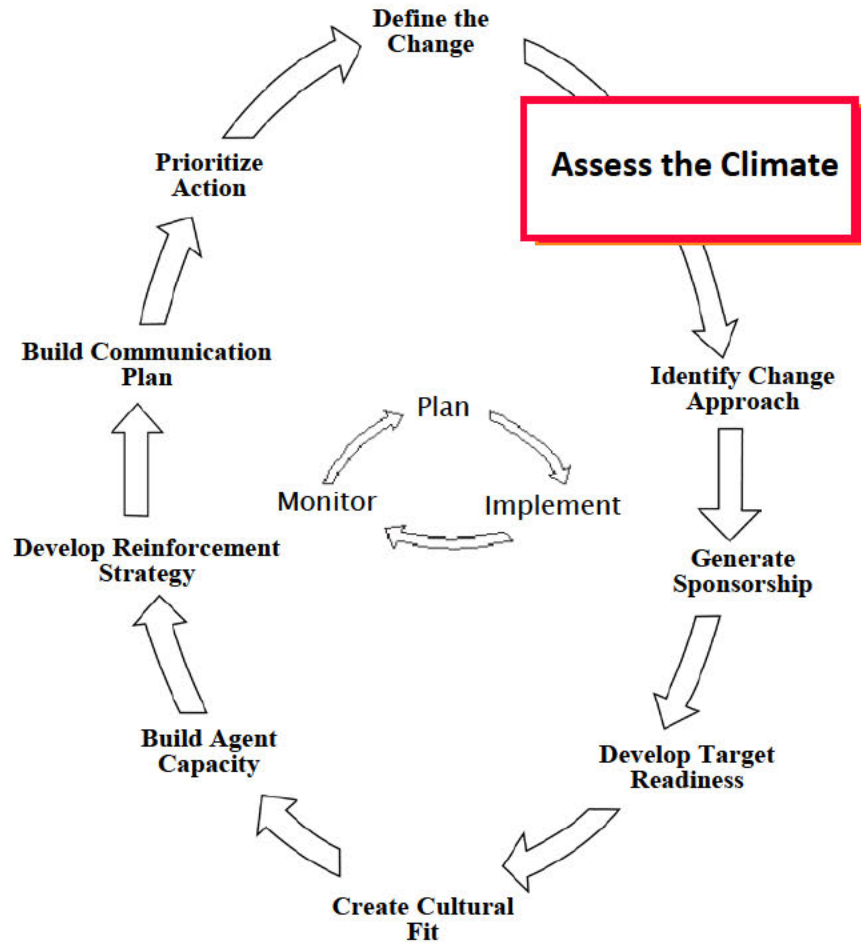 Define the
Change
Assess the Climate
Identify Change
Approach
Generate
Sponsorship
Develop Target
Readiness
Create Cultural
Fit
Build Agent
Capacity
Develop Reinforcement
Strategy
Build Communication
Plan
Prioritize
Action
Plan
Implement
Monitor